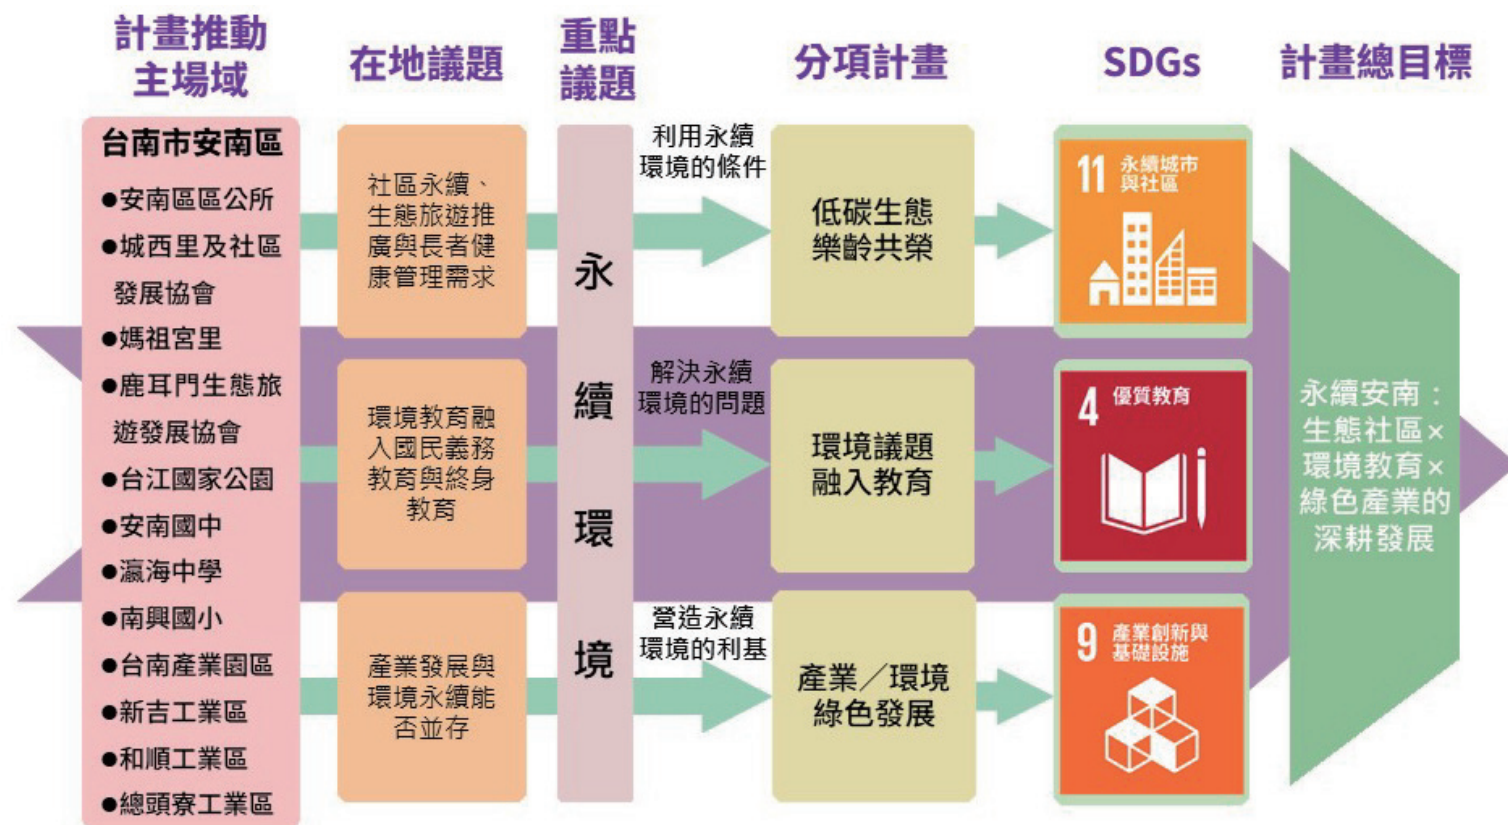 計畫推動
主場域
在地議題
重點
議題
分項計畫
SDGs
計畫總目標
台南市安南區
●安南區區公所
●城西里及社區
發展協會
●媽祖宮里
●鹿耳門生態旅
遊發展協會
●台江國家公園
●安南國中
●瀛海中學
●南興國小
●台南產業園區
●新吉工業區
●和順工業區
●總頭寮工業區
社區永續、
生態旅遊推
廣與長者健
康管理需求
環境教育融
入國民義務
教育與終身
教育
產業發展與
環境永續能
否並存
永
續
環
境
利用永續
環境的條件
解決永續
環境的問題
營造永續
環境的利基
低碳生態
樂齡共榮
環境議題
融入教育
產業／環境
綠色發展
11 永續城市
與社區
4 優質教育
9 產業創新與
基礎設施
永續安南：
生態社區×
環境教育×
綠色產業的
深耕發展